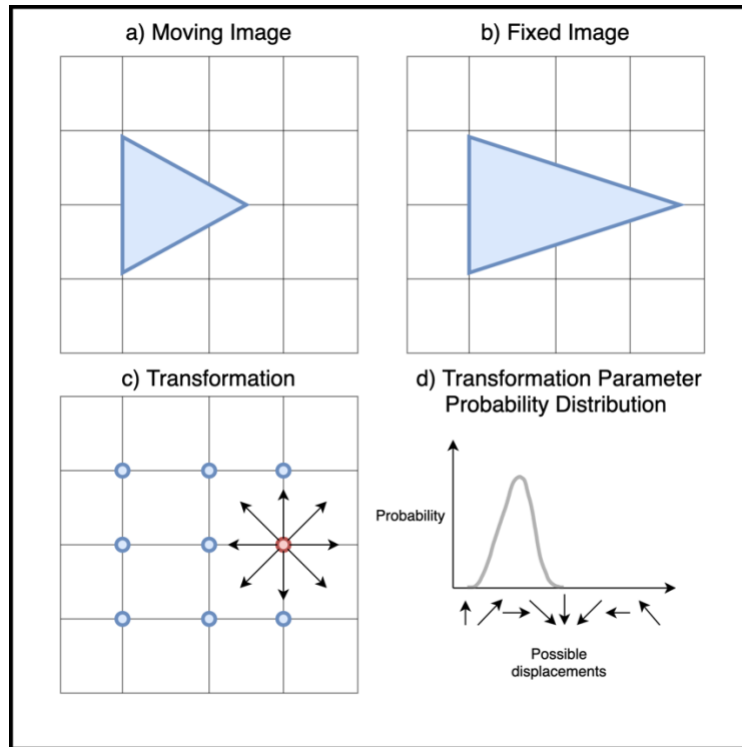 a) Moving Image
b) Fixed Image
c) Transformation
d) Transformation Parameter
Probability Distribution
Probability
Possible
displacements